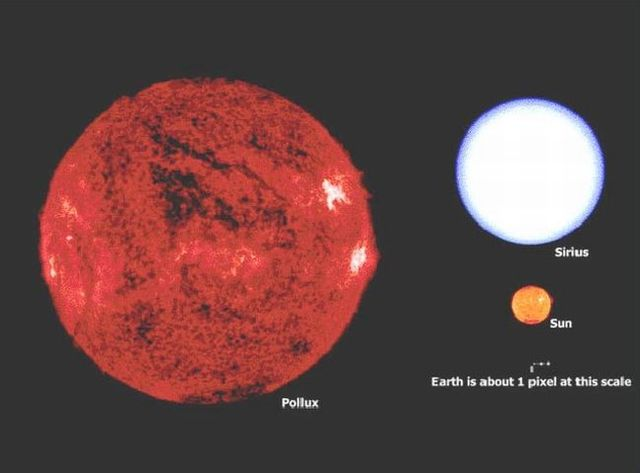 Sirius
Sun
Earth is about 1 pixel at this scale
Pollux